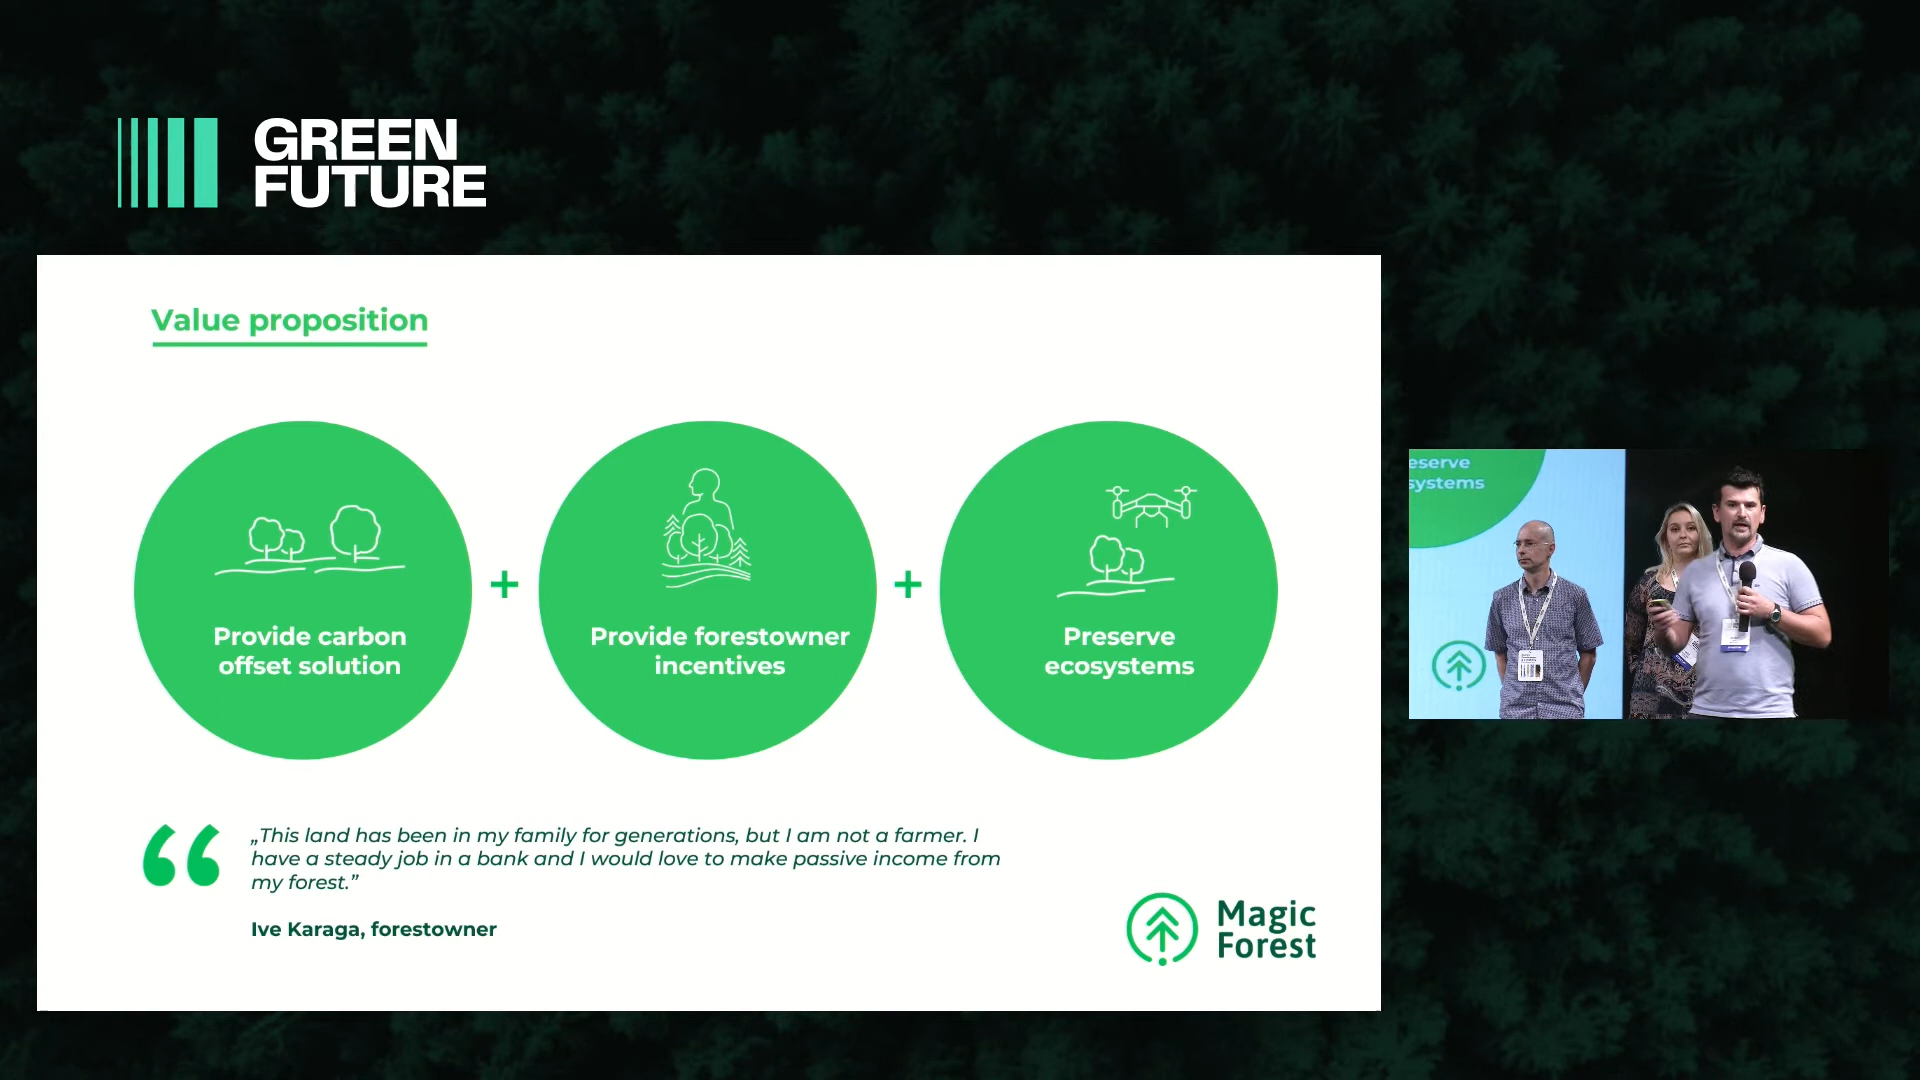 GREEN
FUTURE
Value proposition
Provide carbon
offset solution
+
Provide forestowner
incentives
+
Preserve
ecosystems
„This land has been in my family for generations, but I am not a farmer. I
have a steady job in a bank and I would love to make passive income from
my forest.”
Ive Karaga, forestowner
Magic
Forest
eserve
systems